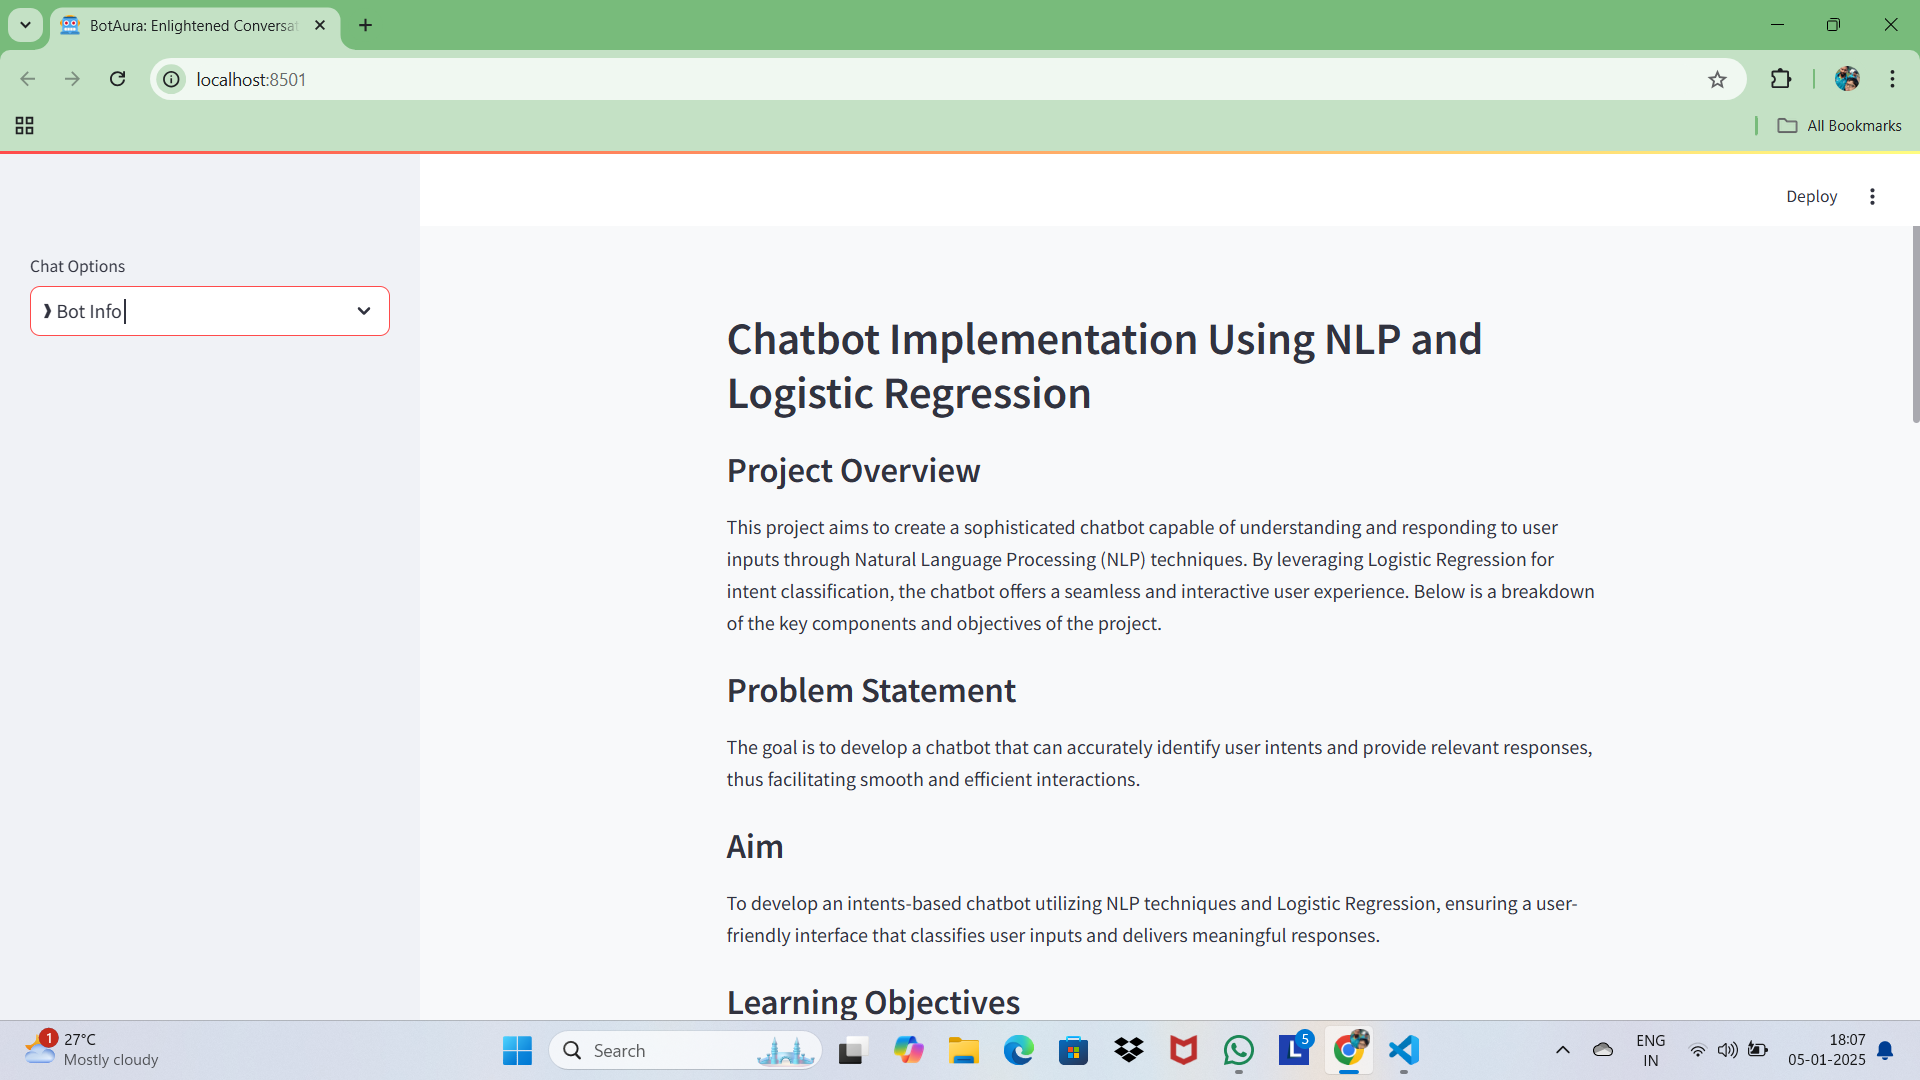 BotAura: Enlightened Conversat
localhost:8501
All Bookmarks
Deploy
Chat Options
❱ Bot Info
Chatbot Implementation Using NLP and
Logistic Regression
Project Overview
This project aims to create a sophisticated chatbot capable of understanding and responding to user
inputs through Natural Language Processing (NLP) techniques. By leveraging Logistic Regression for
intent classification, the chatbot offers a seamless and interactive user experience. Below is a breakdown
of the key components and objectives of the project.
Problem Statement
The goal is to develop a chatbot that can accurately identify user intents and provide relevant responses,
thus facilitating smooth and efficient interactions.
Aim
To develop an intents-based chatbot utilizing NLP techniques and Logistic Regression, ensuring a user-
friendly interface that classifies user inputs and delivers meaningful responses.
Learning Objectives
1
27°C
Mostly cloudy
Search
L
5
ENG
IN
18:07
05-01-2025